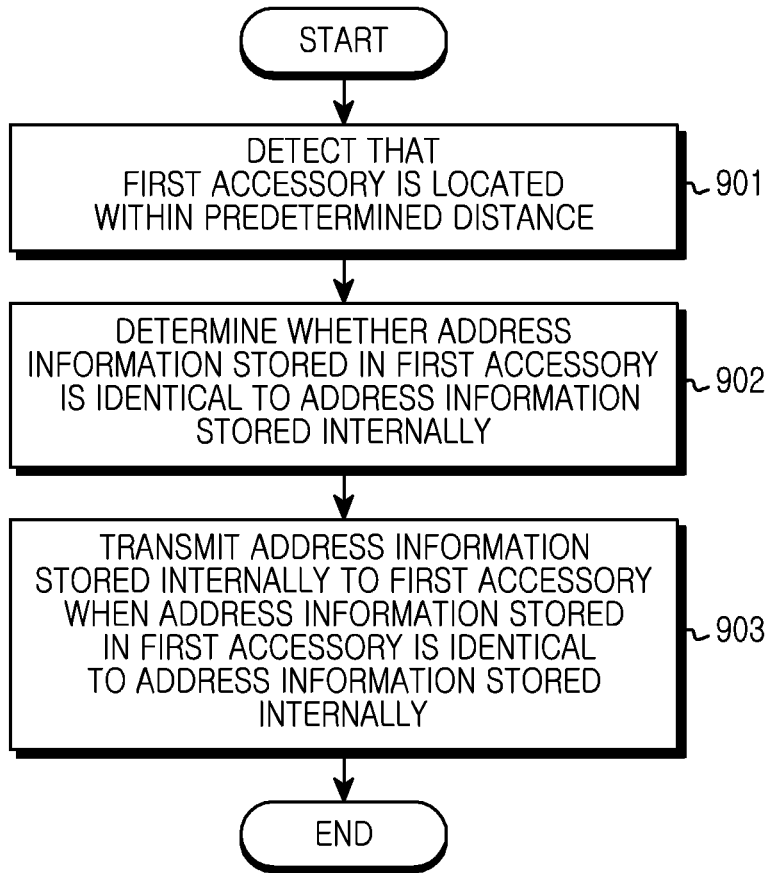 START
DETECT THAT
FIRST ACCESSORY IS LOCATED
WITHIN PREDETERMINED DISTANCE
901
DETERMINE WHETHER ADDRESS
INFORMATION STORED IN FIRST ACCESSORY
IS IDENTICAL TO ADDRESS INFORMATION
STORED INTERNALLY
902
TRANSMIT ADDRESS INFORMATION
STORED INTERNALLY TO FIRST ACCESSORY
WHEN ADDRESS INFORMATION STORED
IN FIRST ACCESSORY IS IDENTICAL
TO ADDRESS INFORMATION STORED
INTERNALLY
903
END